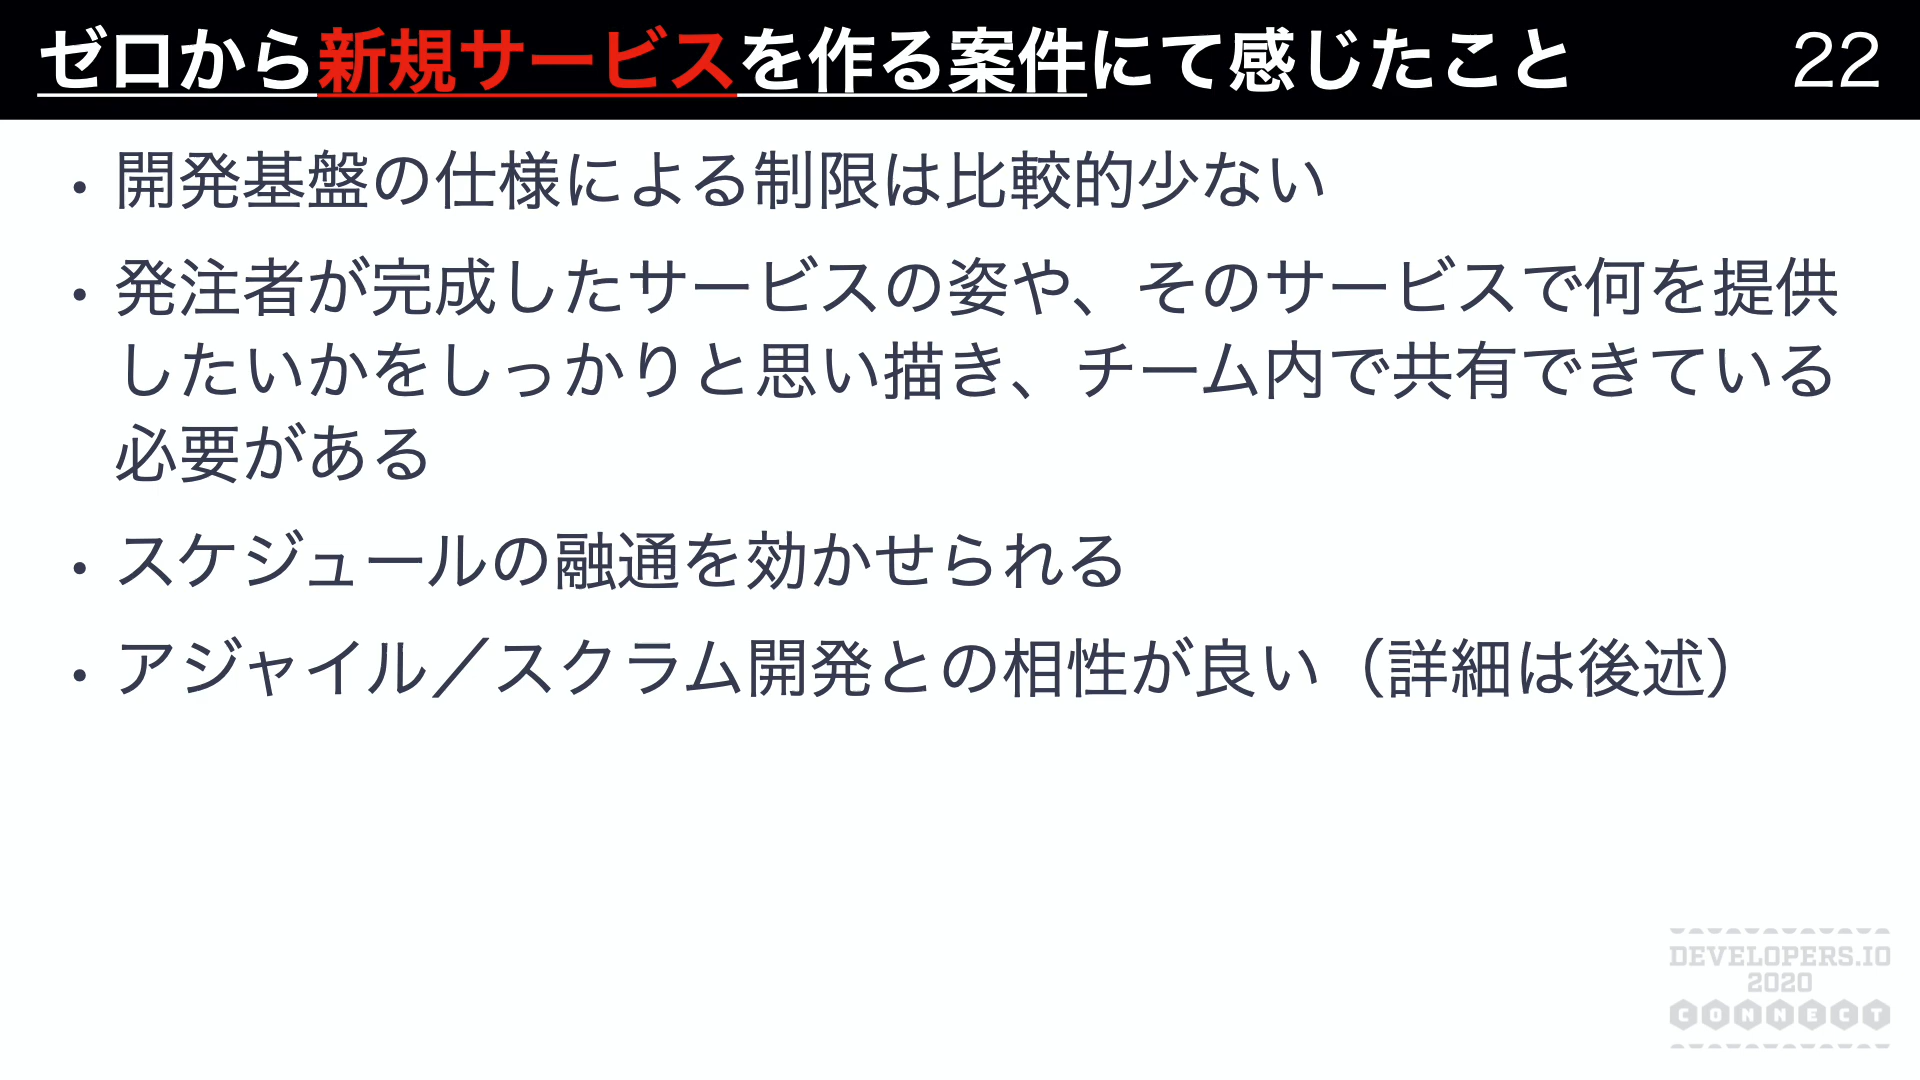 ゼロから新規サービスを作る案件にて感じたこと 22
・開発基盤の仕様による制限は比較的少ない
・発注者が完成したサービスの姿や、そのサービスで何を提供
したいかをしっかりと思い描き、チーム内で共有できている
必要がある
・スケジュールの融通を効かせられる
・アジャイル／スクラム開発との相性が良い（詳細は後述）
DEVELOPERS.IO
2020
CONNECT